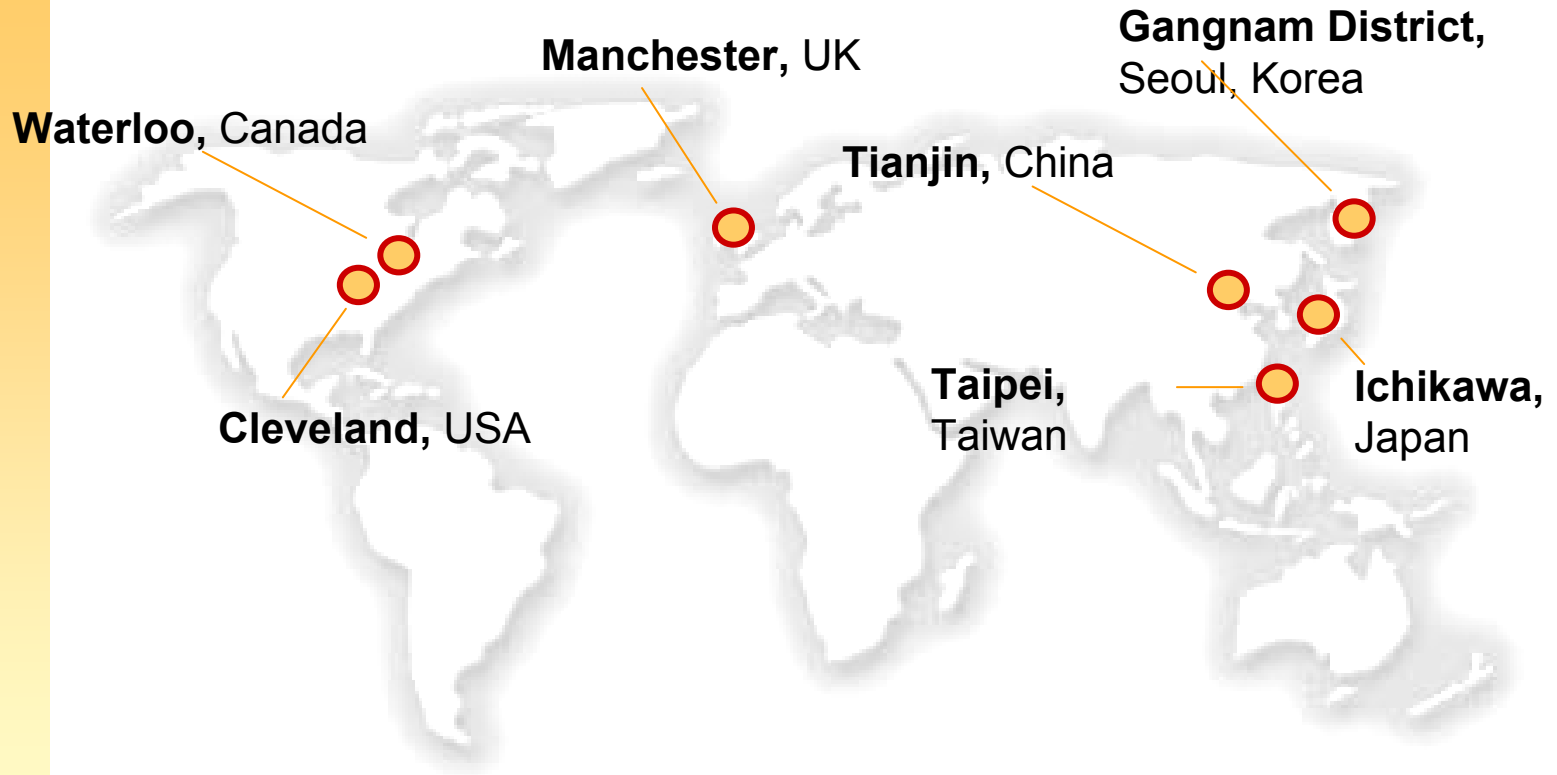 Gangnam District,
Seoul, Korea
Manchester, UK
Waterloo, Canada
Tianjin, China
Taipei,
Taiwan
Ichikawa,
Japan
Cleveland, USA